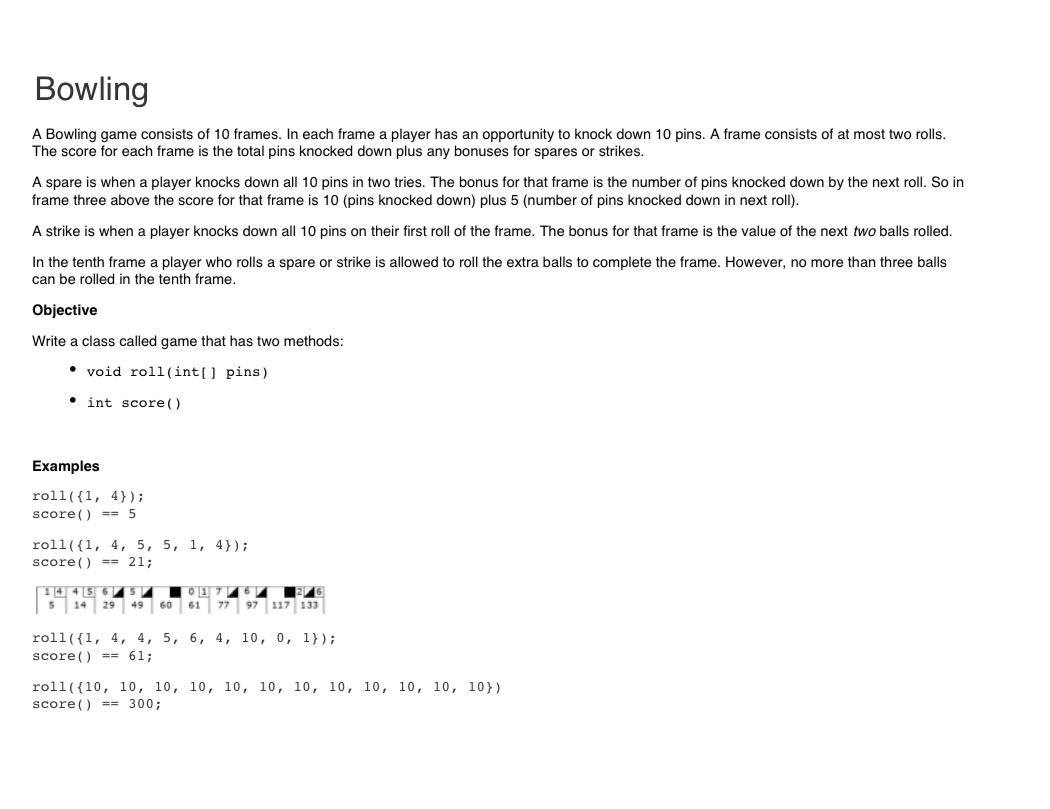 Bowling
A Bowling game consists of 10 frames. In each frame a player has an opportunity to knock down 10 pins. A frame consists of at most two rolls.
The score for each frame is the total pins knocked down plus any bonuses for spares or strikes.
A spare is when a player knocks down all 10 pins in two tries. The bonus for that frame is the number of pins knocked down by the next roll. So in
frame three above the score for that frame is 10 (pins knocked down) plus 5 (number of pins knocked down in next roll).
A strike is when a player knocks down all 10 pins on their first roll of the frame. The bonus for that frame is the value of the next two balls rolled.
In the tenth frame a player who rolls a spare or strike is allowed to roll the extra balls to complete the frame. However, no more than three balls
can be rolled in the tenth frame.
Objective
Write a class called game that has two methods:
• void roll(int[] pins)
• int score()
Examples
roll({1, 4});
score() == 5
roll({1, 4, 5, 5, 1, 4});
score() == 21;
1 4 4 5 6 5 0 1 7 6 2 6
5 14 29 49 60 61 77 97 117 133
roll({1, 4, 4, 5, 6, 4, 10, 0, 1});
score() == 61;
roll({10, 10, 10, 10, 10, 10, 10, 10, 10, 10, 10, 10})
score() == 300;